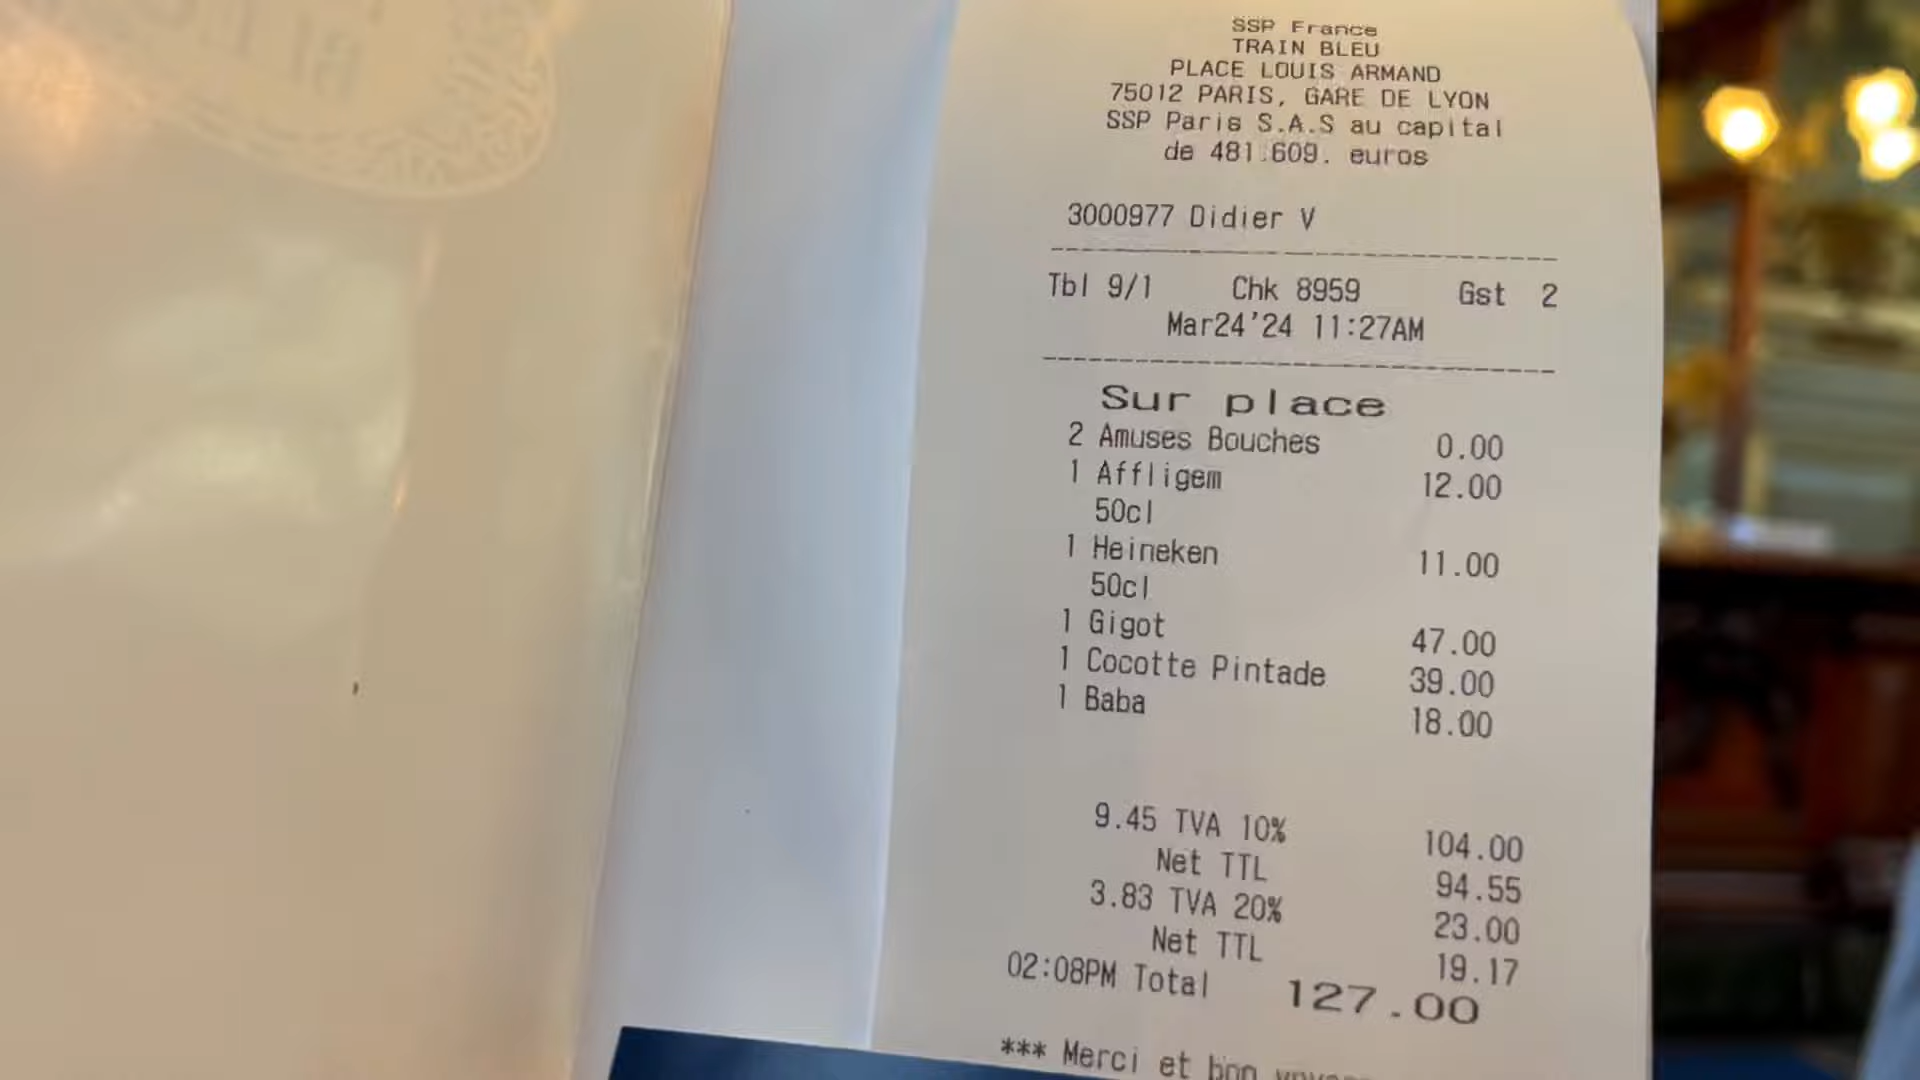 SSP France
TRAIN BLEU
PLACE LOUIS ARMAND
75012 PARIS, GARE DE LYON
SSP Paris S.A.S au capital
de 481.609. euros
3000977 Didier V
Tbl 9/1 Chk 8959 Gst 2
Mar24'24 11:27AM
Sur place
2 Amuses Bouches 0.00
1 Affligem 12.00
50cl
1 Heineken 11.00
50cl
1 Gigot 47.00
1 Cocotte Pintade 39.00
1 Baba 18.00
9.45 TVA 10% 104.00
Net TTL 94.55
3.83 TVA 20% 23.00
Net TTL 19.17
02:08PM Total 127.00
*** Merci et bon